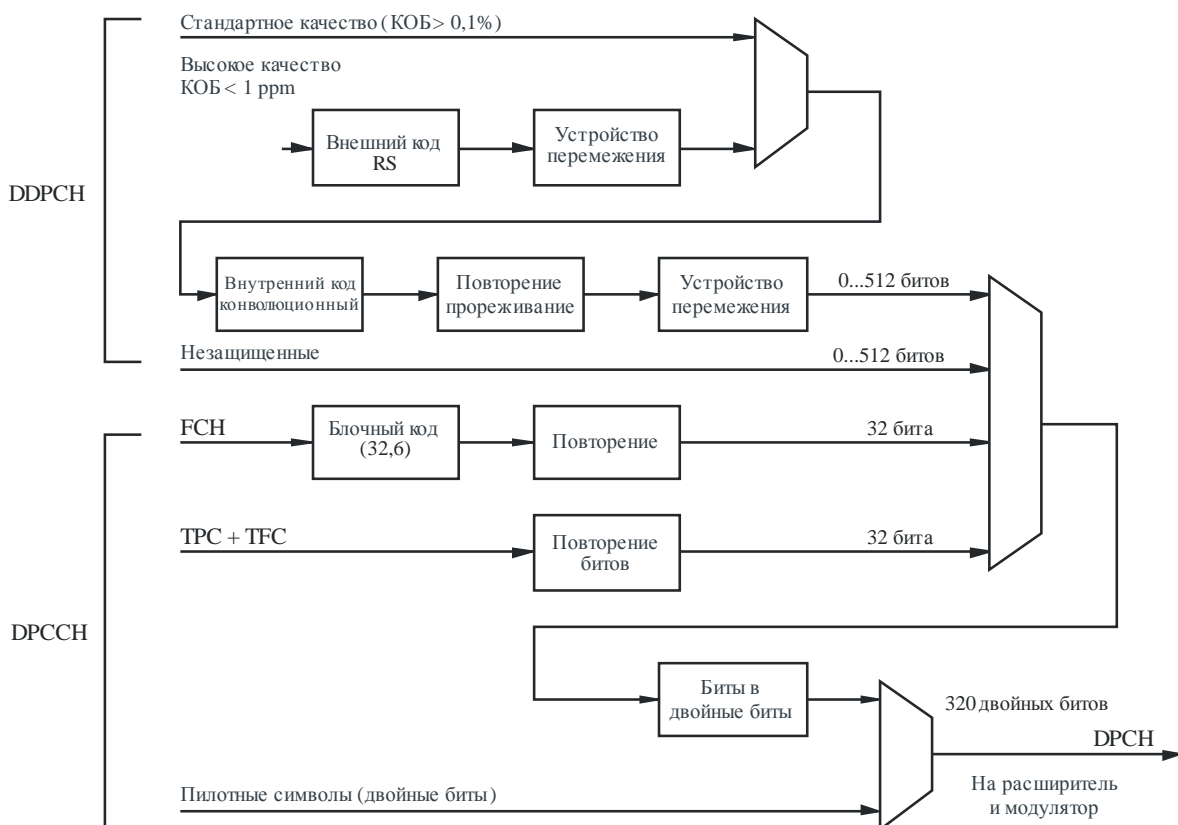 Стандартное качество (КОБ > 0,1%)
Высокое качество
КОБ < 1 ppm
Внешний код
RS
Устройство
перемежения
DDPCH
Внутренний код
конволюционный
Повторение
прореживание
Устройство
перемежения
0...512 битов
Незащищенные
0...512 битов
FCH
Блочный код
(32,6)
Повторение
32 бита
TPC + TFC
Повторение
битов
32 бита
DPCCH
Биты в
двойные биты
320 двойных битов
DPCH
Пилотные символы (двойные биты)
На расширитель
и модулятор